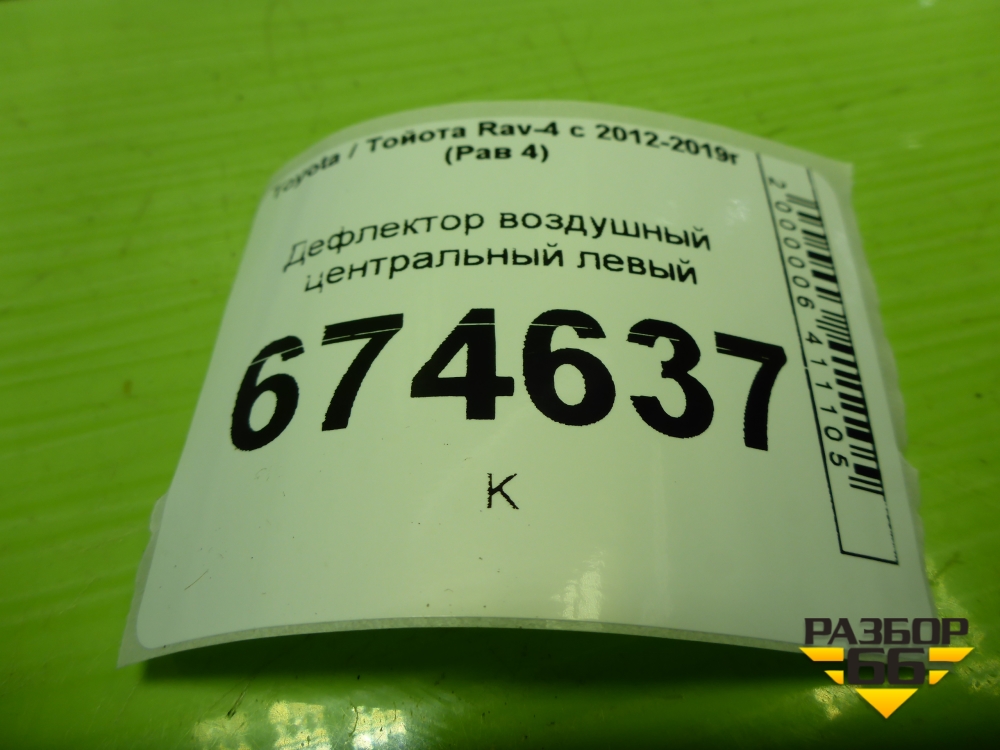 Toyota / Тойота Rav-4 с 2012-2019г
(Рав 4)
Дефлектор воздушный
центральный левый
674637
К
2000006411105
РАЗБОР
66